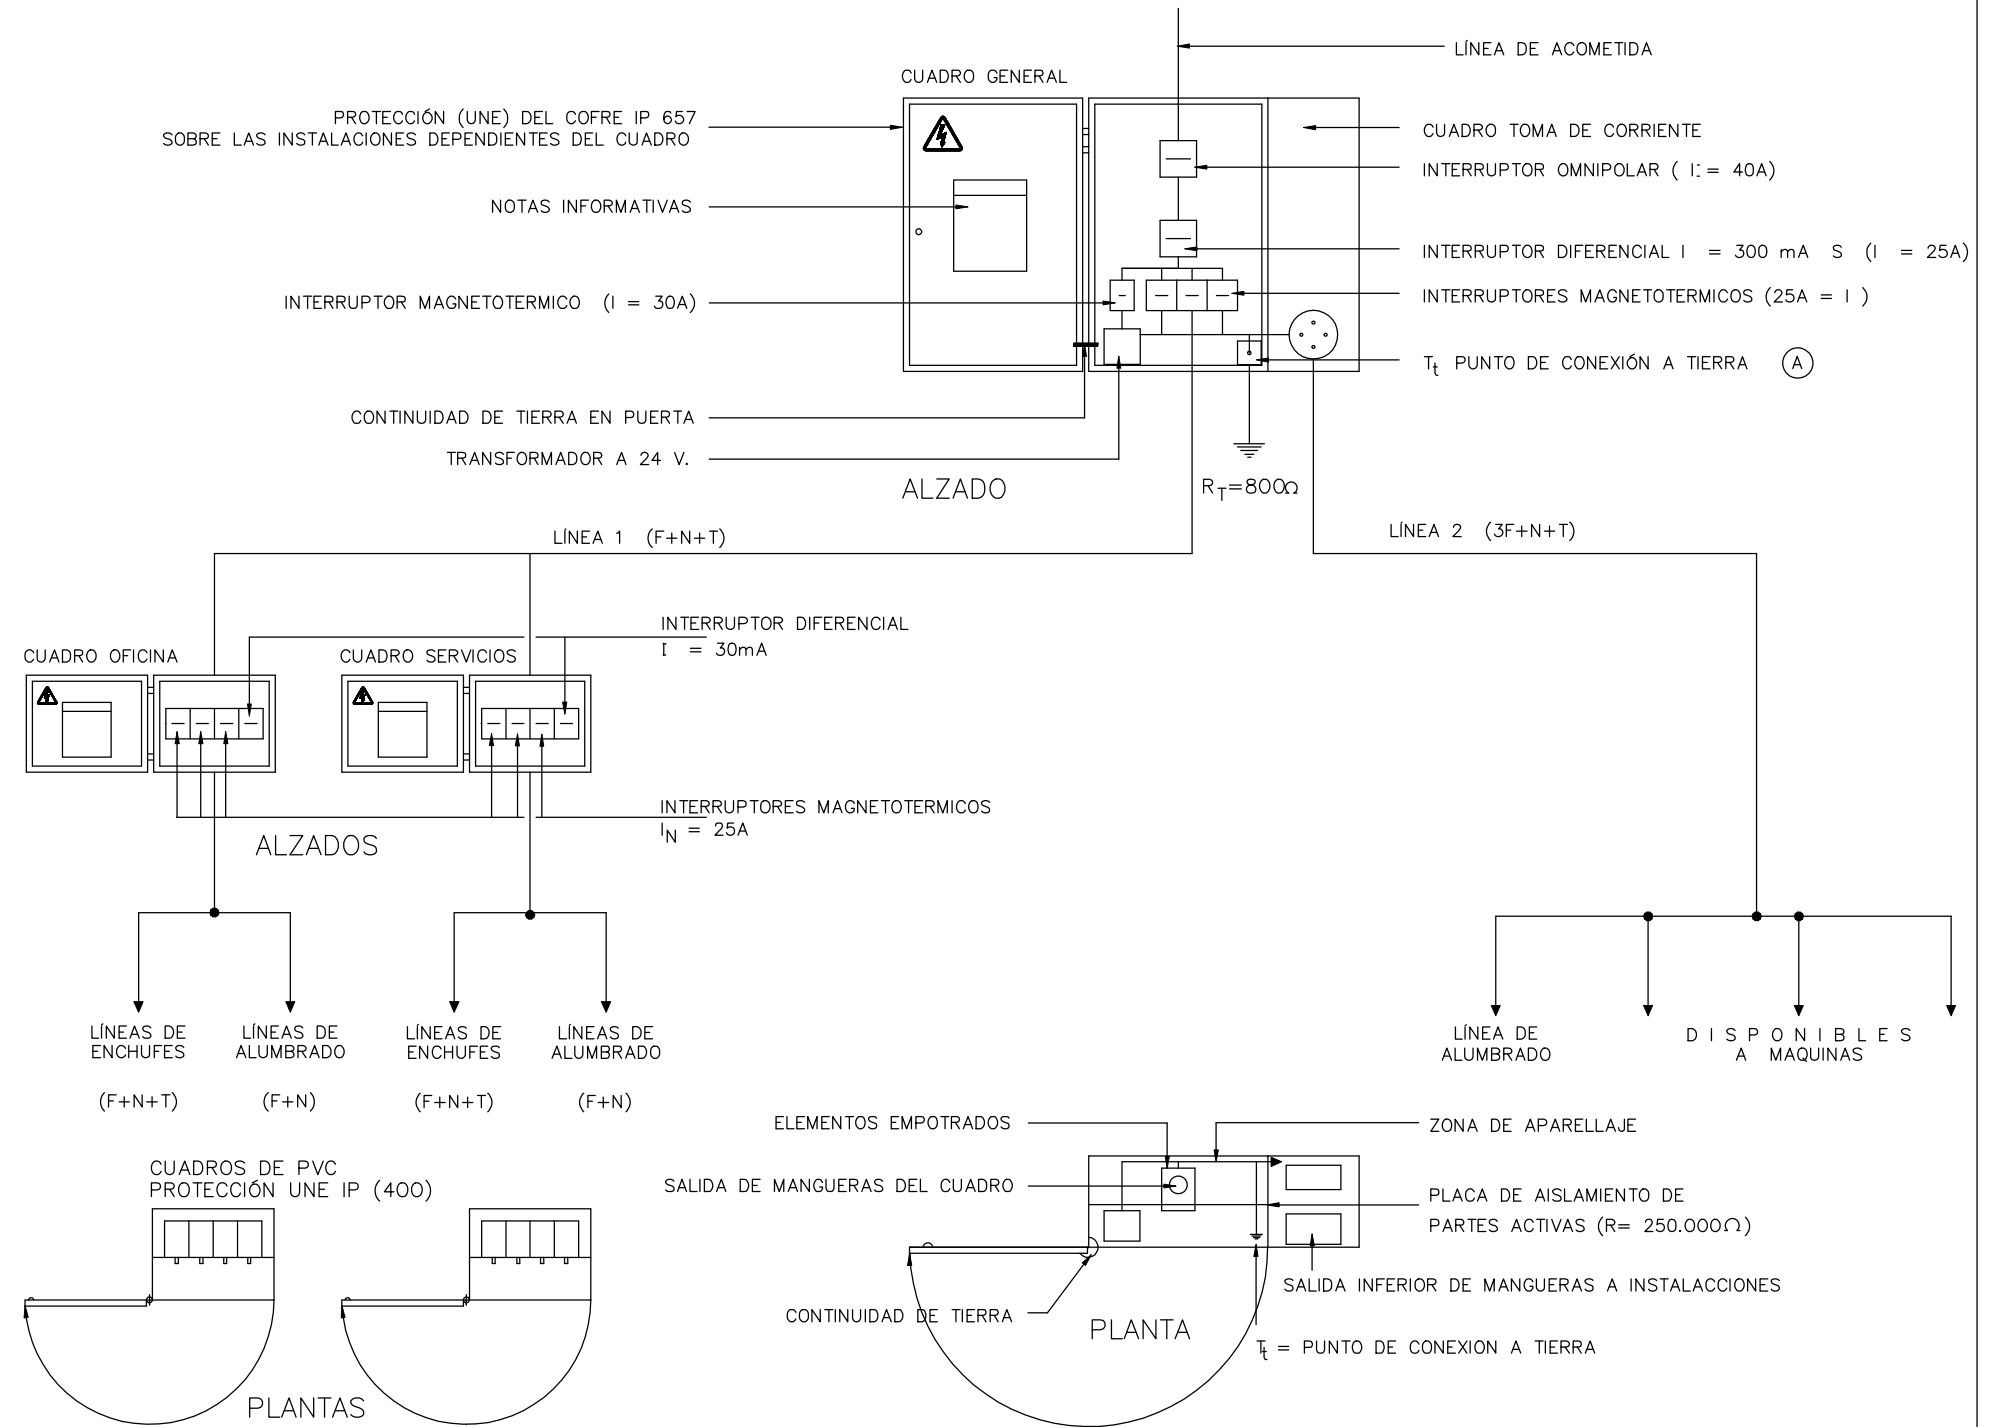 LÍNEA DE ACOMETIDA
CUADRO GENERAL
PROTECCIÓN (UNE) DEL COFRE IP 657
SOBRE LAS INSTALACIONES DEPENDIENTES DEL CUADRO
CUADRO TOMA DE CORRIENTE
INTERRUPTOR OMNIPOLAR ( I = 40A)
NOTAS INFORMATIVAS
INTERRUPTOR DIFERENCIAL I = 300 mA S (I = 25A)
INTERRUPTOR MAGNETOTERMICO (I = 30A)
INTERRUPTORES MAGNETOTERMICOS (25A = I )
Tt PUNTO DE CONEXIÓN A TIERRA A
CONTINUIDAD DE TIERRA EN PUERTA
TRANSFORMADOR A 24 V.
ALZADO
RT=800Ω
LÍNEA 1 (F+N+T)
LÍNEA 2 (3F+N+T)
INTERRUPTOR DIFERENCIAL
I = 30mA
CUADRO OFICINA
CUADRO SERVICIOS
INTERRUPTORES MAGNETOTERMICOS
IN = 25A
ALZADOS
LÍNEAS DE
ENCHUFES
(F+N+T)
LÍNEAS DE
ALUMBRADO
(F+N)
LÍNEAS DE
ENCHUFES
(F+N+T)
LÍNEAS DE
ALUMBRADO
(F+N)
LÍNEA DE
ALUMBRADO
D I S P O N I B L E S
A MAQUINAS
CUADROS DE PVC
PROTECCIÓN UNE IP (400)
PLANTAS
ELEMENTOS EMPOTRADOS
ZONA DE APARELLAJE
SALIDA DE MANGUERAS DEL CUADRO
PLACA DE AISLAMIENTO DE
PARTES ACTIVAS (R= 250.000Ω)
SALIDA INFERIOR DE MANGUERAS A INSTALACCIONES
CONTINUIDAD DE TIERRA
PLANTA
Tt = PUNTO DE CONEXION A TIERRA